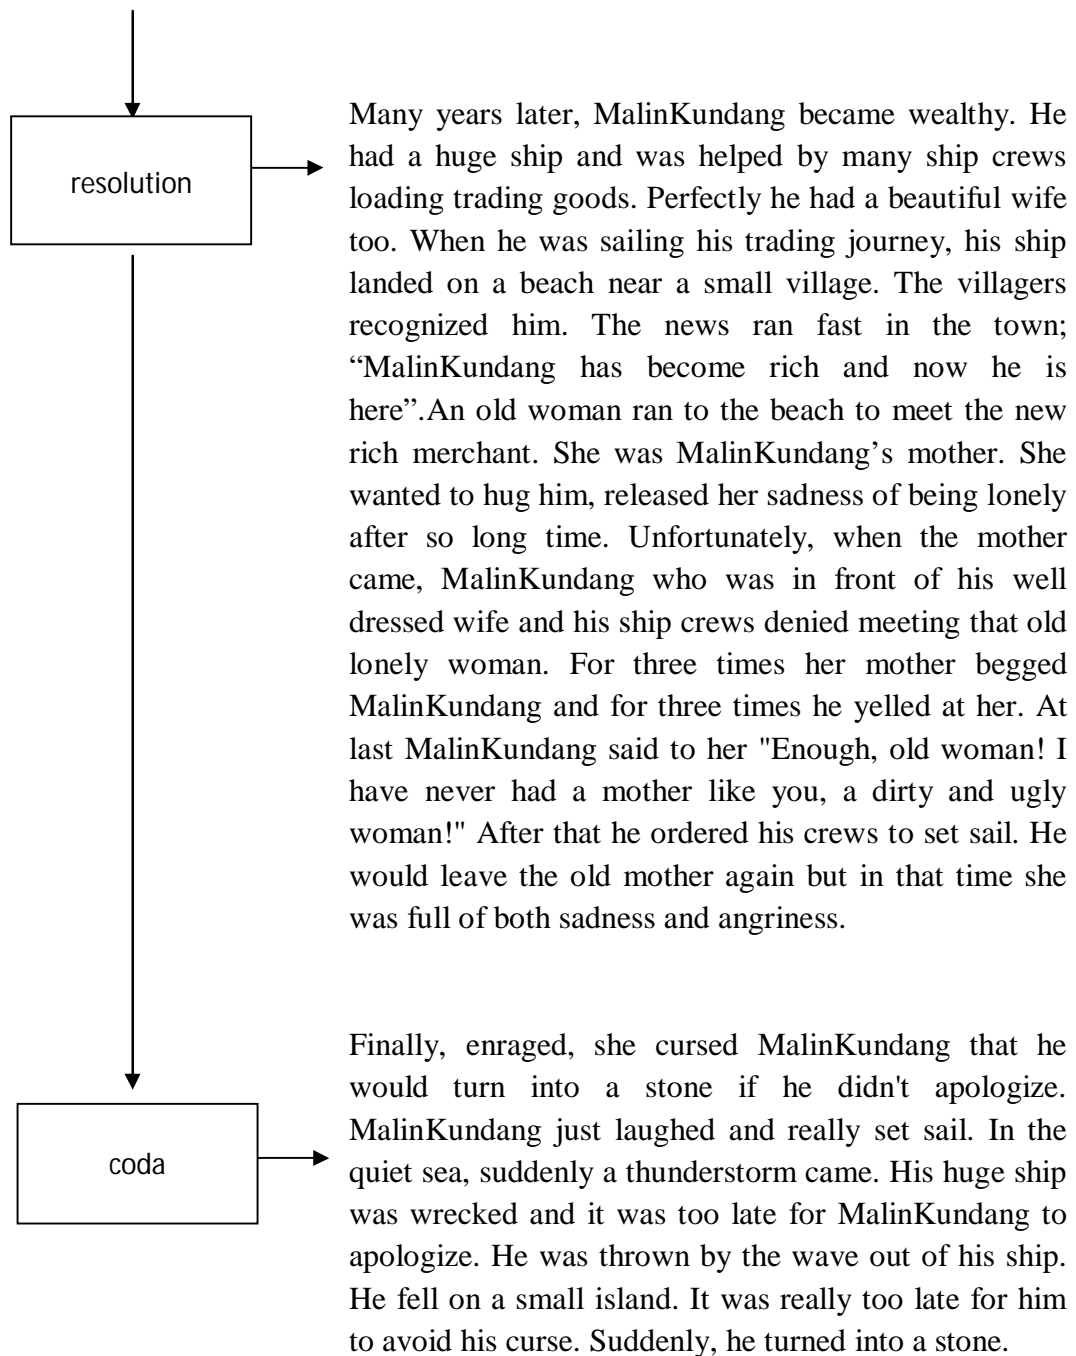 resolution
Many years later, MalinKundang became wealthy. He
had a huge ship and was helped by many ship crews
loading trading goods. Perfectly he had a beautiful wife
too. When he was sailing his trading journey, his ship
landed on a beach near a small village. The villagers
recognized him. The news ran fast in the town;
“MalinKundang has become rich and now he is
here”.An old woman ran to the beach to meet the new
rich merchant. She was MalinKundang’s mother. She
wanted to hug him, released her sadness of being lonely
after so long time. Unfortunately, when the mother
came, MalinKundang who was in front of his well
dressed wife and his ship crews denied meeting that old
lonely woman. For three times her mother begged
MalinKundang and for three times he yelled at her. At
last MalinKundang said to her "Enough, old woman! I
have never had a mother like you, a dirty and ugly
woman!" After that he ordered his crews to set sail. He
would leave the old mother again but in that time she
was full of both sadness and angriness.
coda
Finally, enraged, she cursed MalinKundang that he
would turn into a stone if he didn't apologize.
MalinKundang just laughed and really set sail. In the
quiet sea, suddenly a thunderstorm came. His huge ship
was wrecked and it was too late for MalinKundang to
apologize. He was thrown by the wave out of his ship.
He fell on a small island. It was really too late for him
to avoid his curse. Suddenly, he turned into a stone.